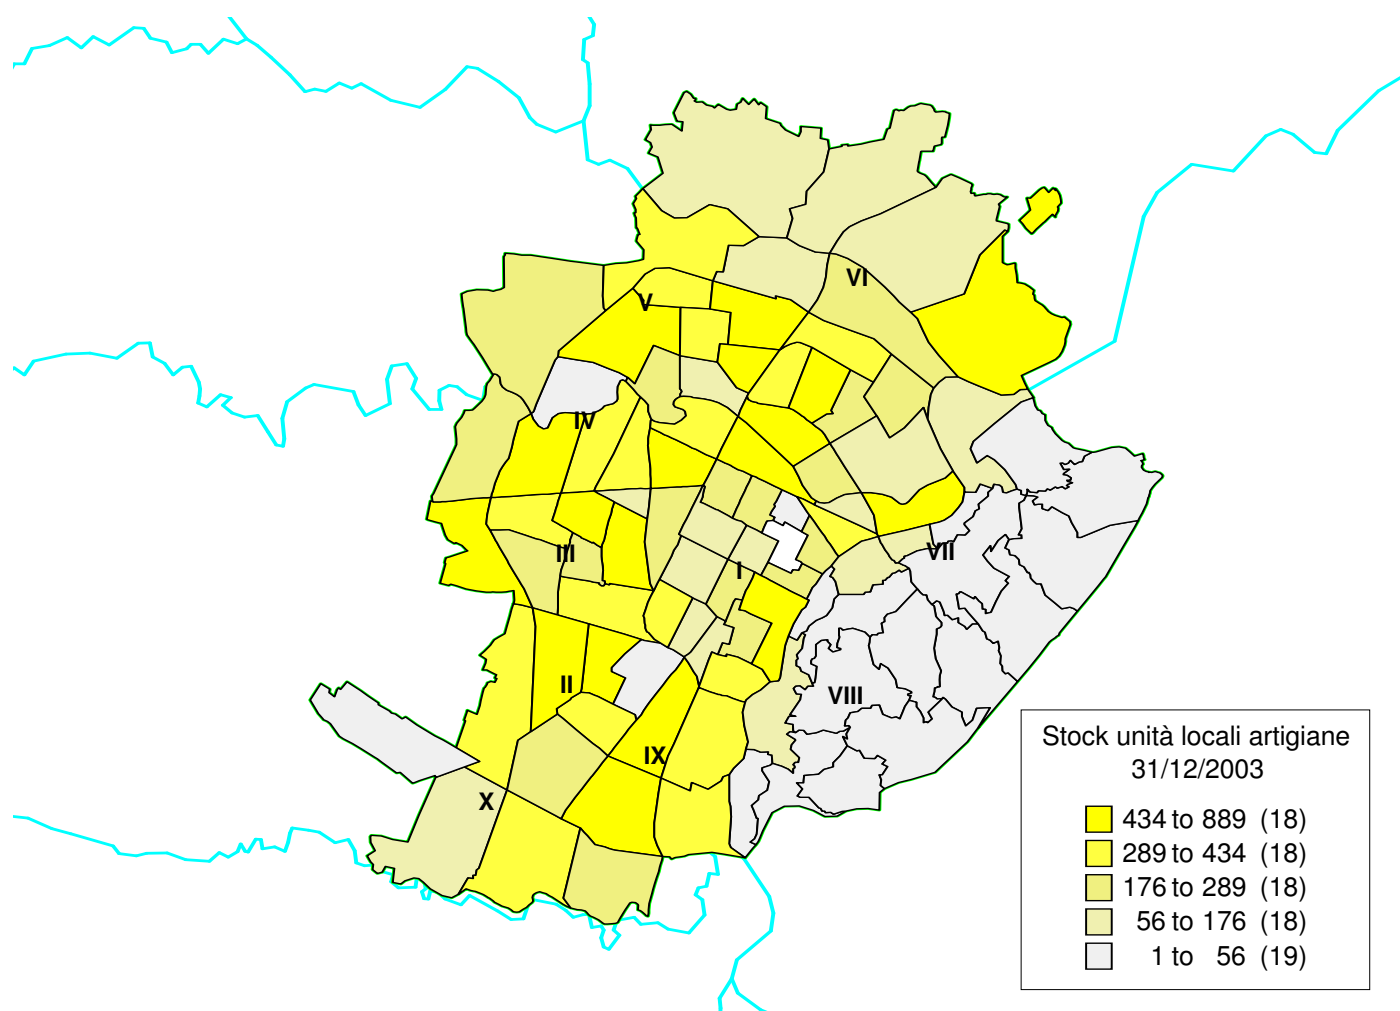 VI
V
IV
III
VII
I
II
VIII
IX
X
Stock unità locali artigiane
31/12/2003
434 to 889 (18)
289 to 434 (18)
176 to 289 (18)
56 to 176 (18)
1 to 56 (19)